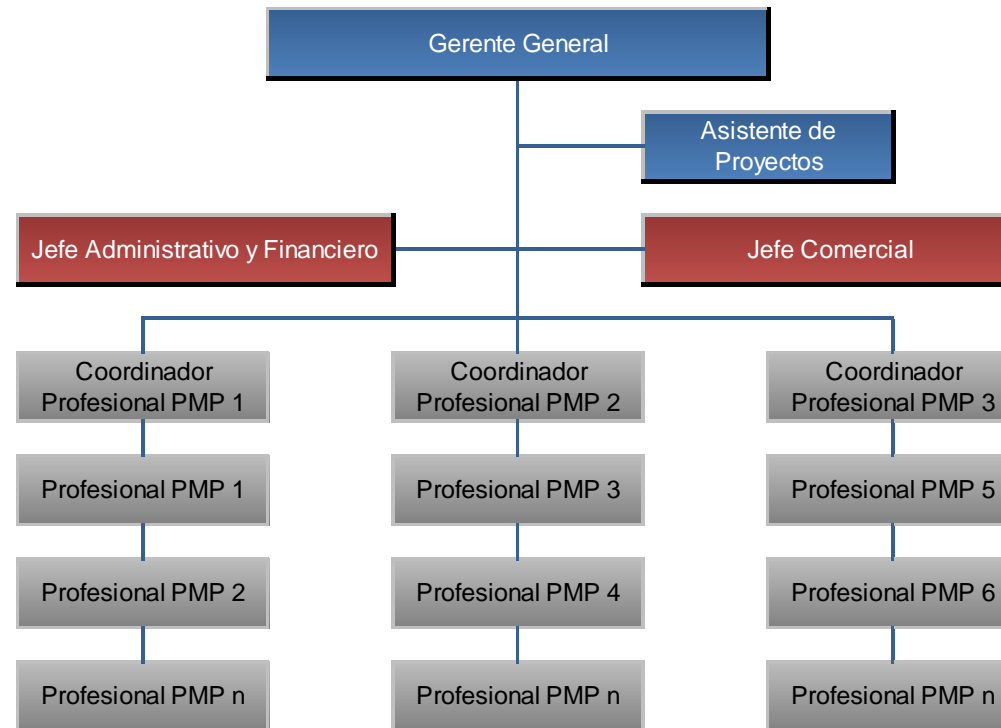 Gerente General
Asistente de
Proyectos
Jefe Administrativo y Financiero
Jefe Comercial
Coordinador
Profesional PMP 1
Coordinador
Profesional PMP 2
Coordinador
Profesional PMP 3
Profesional PMP 1
Profesional PMP 3
Profesional PMP 5
Profesional PMP 2
Profesional PMP 4
Profesional PMP 6
Profesional PMP n
Profesional PMP n
Profesional PMP n